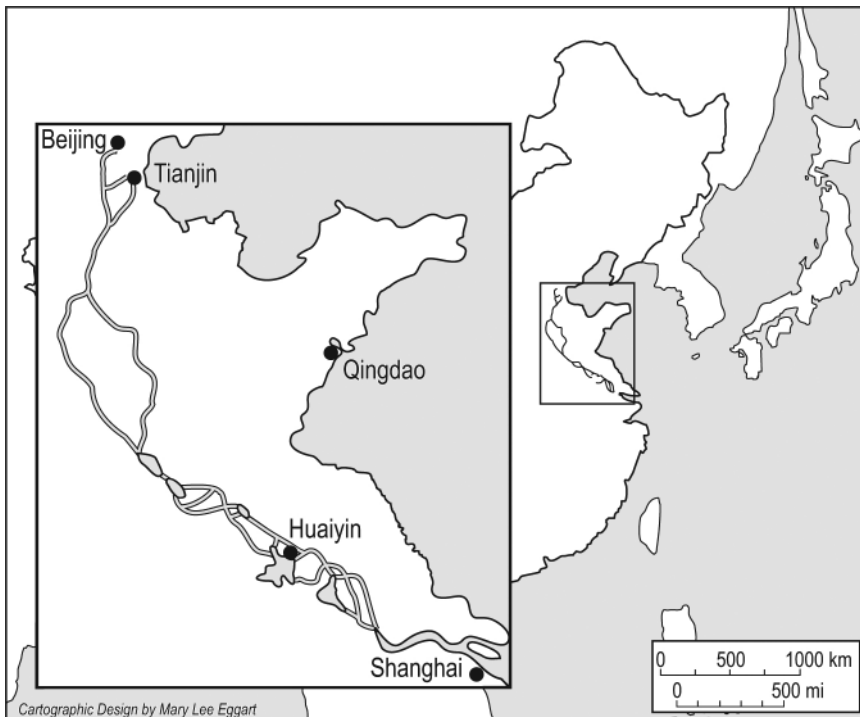 Beijing
Tianjin
Qingdao
Huaiyin
Shanghai
0 500 1000 km
0 500 mi
Cartographic Design by Mary Lee Eggart